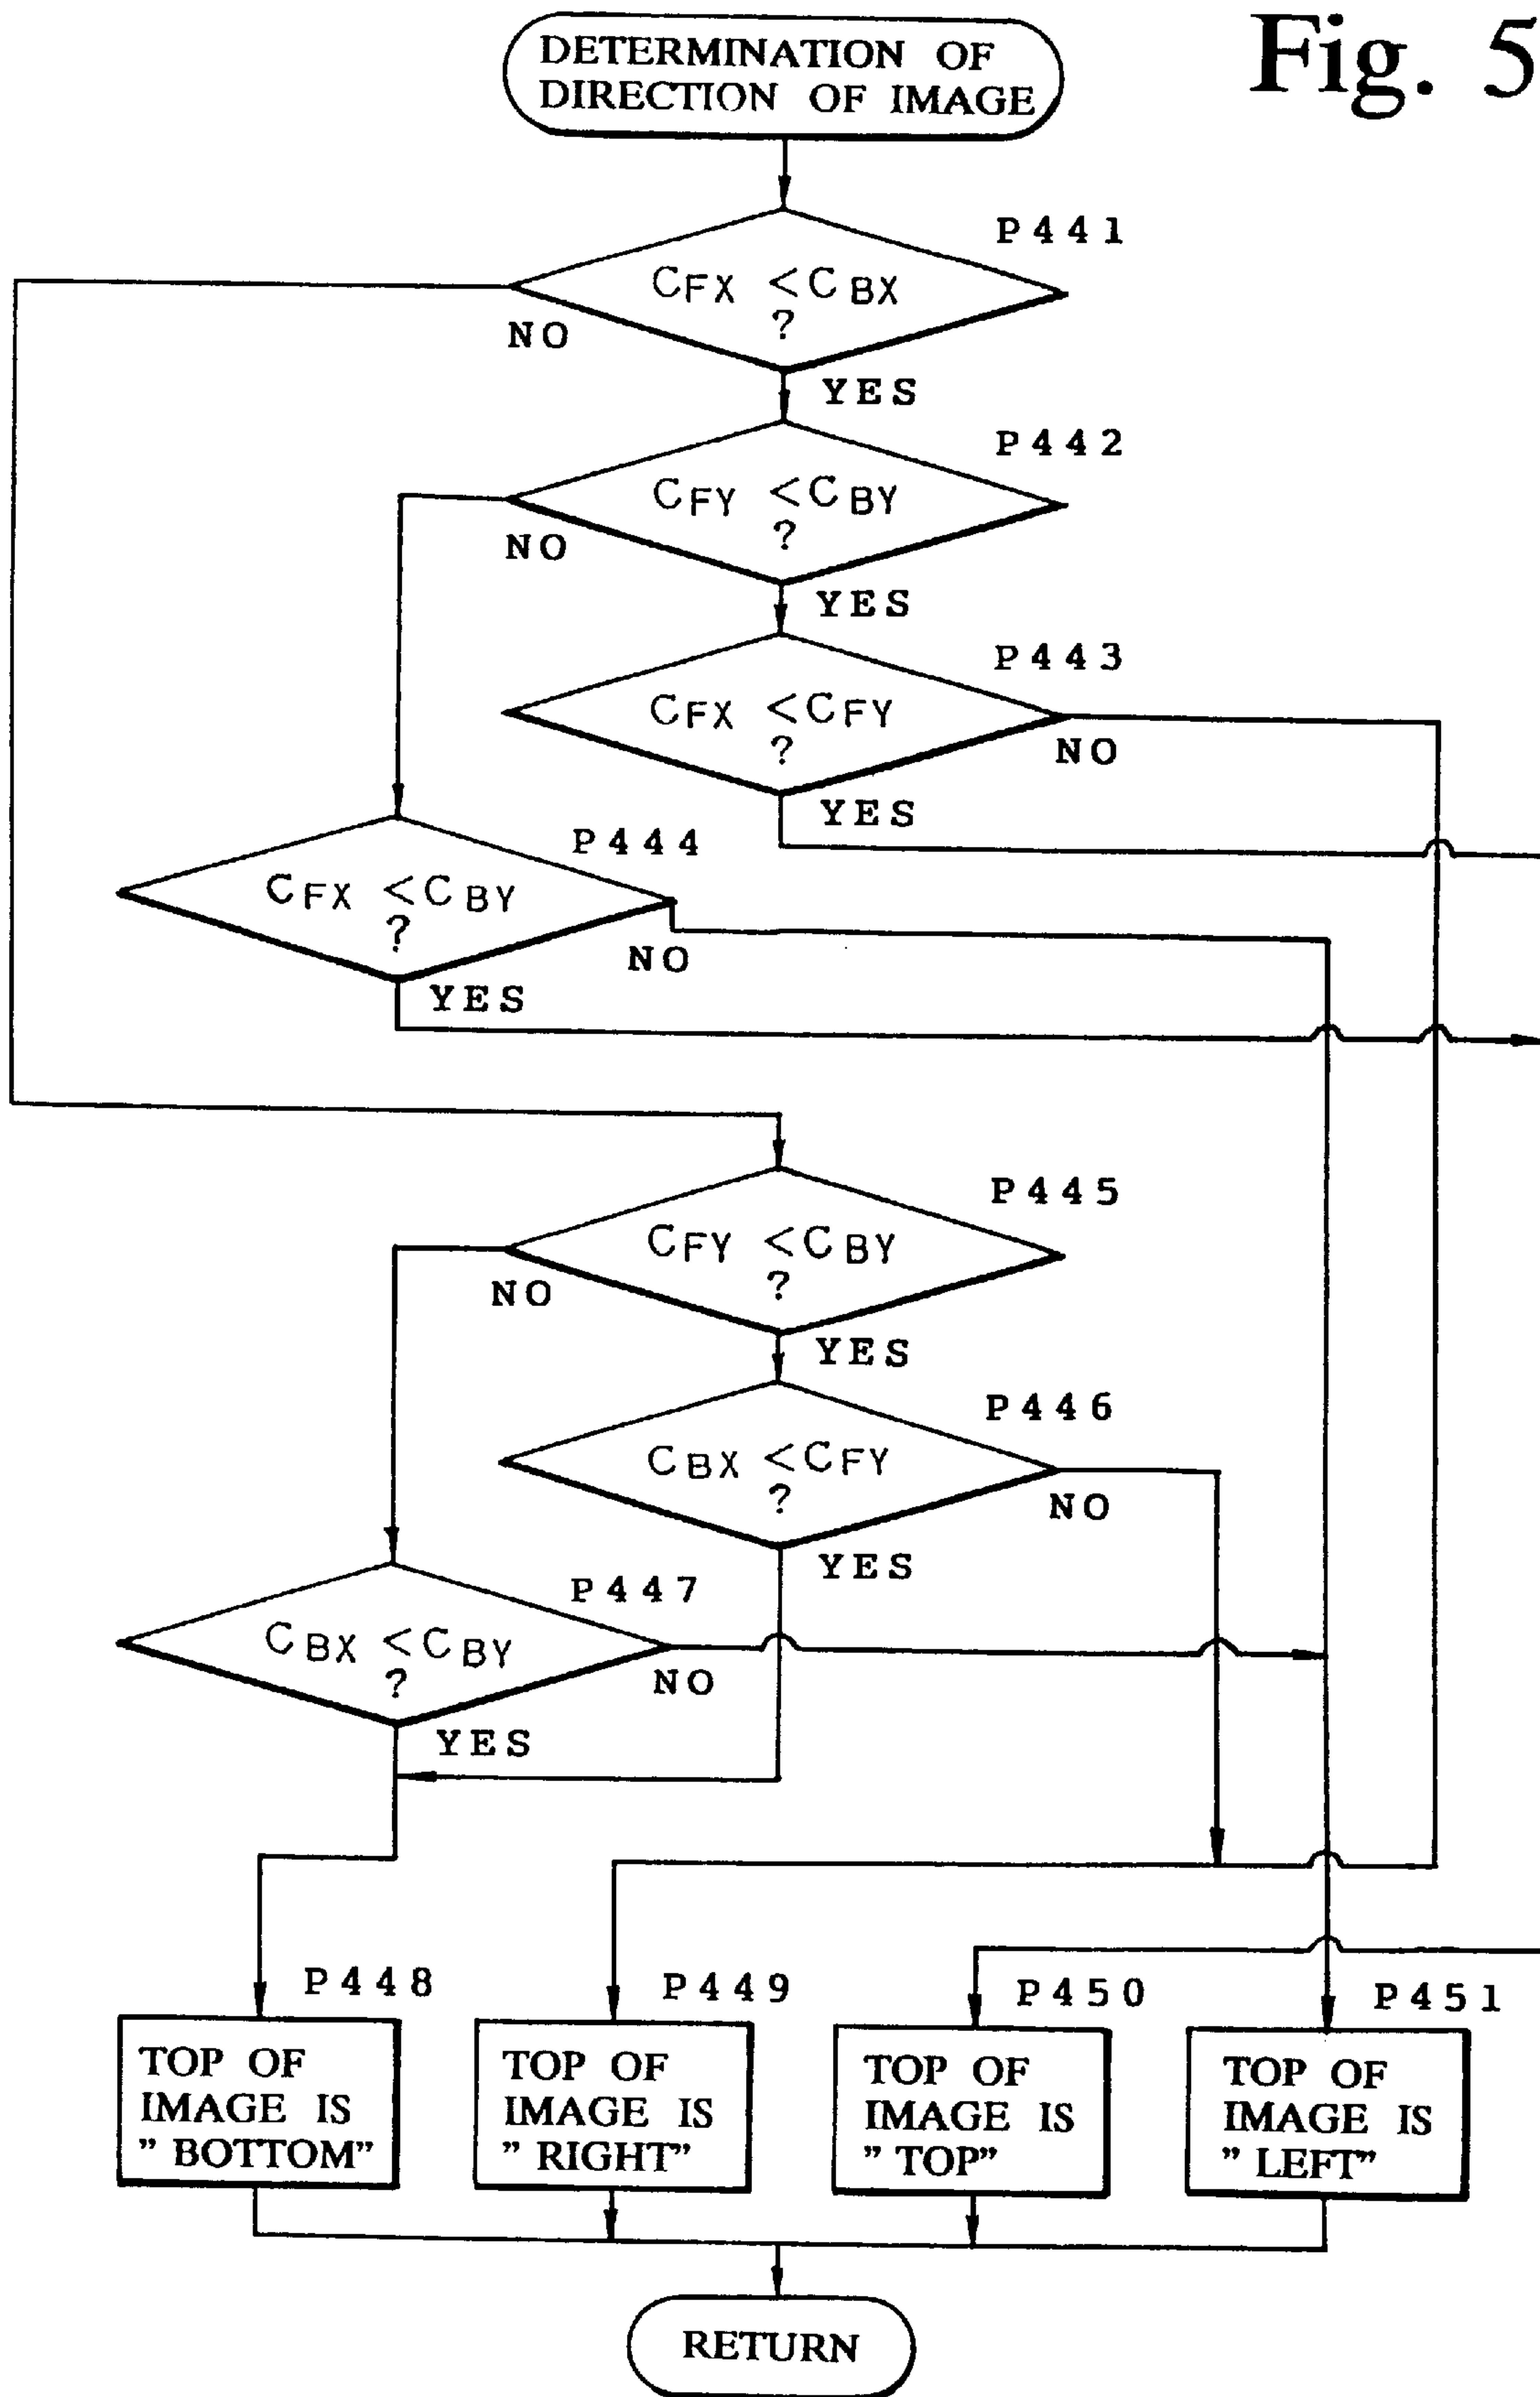 Fig. 5
DETERMINATION OF
DIRECTION OF IMAGE
P441
CFX < CBX
?
NO
YES
P442
CFY < CBY
?
NO
YES
P443
CFX < CFY
?
NO
YES
P444
CFX < CBY
?
NO
YES
P445
CFY < CBY
?
NO
YES
P446
CBX < CFY
?
NO
YES
P447
CBX < CBY
?
NO
YES
P448
TOP OF
IMAGE IS
” BOTTOM”
P449
TOP OF
IMAGE IS
” RIGHT”
P450
TOP OF
IMAGE IS
” TOP”
P451
TOP OF
IMAGE IS
” LEFT”
RETURN